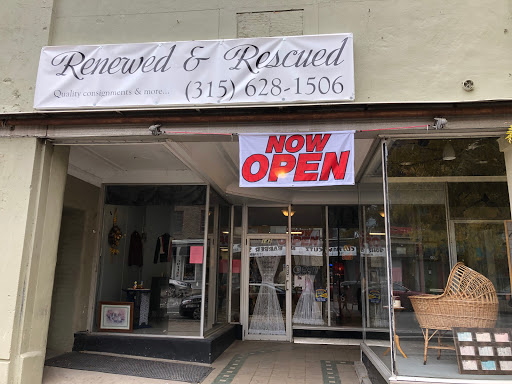 Renewed & Rescued
Quality consignments & more... (315) 628-1506
NOW
OPEN